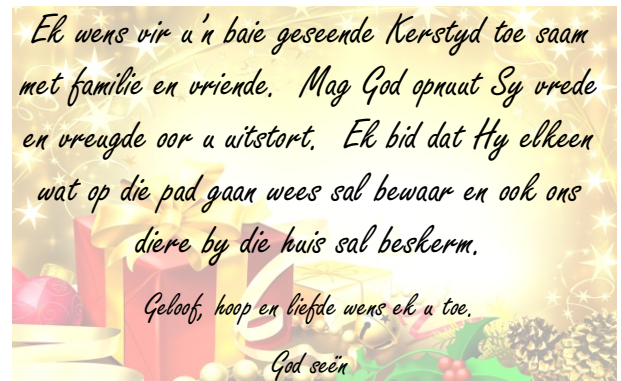 Ek wens vir u'n baie geseende Kerstyd toe saam
met familie en vriende. Mag God opnuut Sy vrede
en vreugde oor u uitstort. Ek bid dat Hy elkeen
wat op die pad gaan wees sal bewaar en ook ons
diere by die huis sal beskerm.
Geloof, hoop en liefde wens ek u toe.
God seën